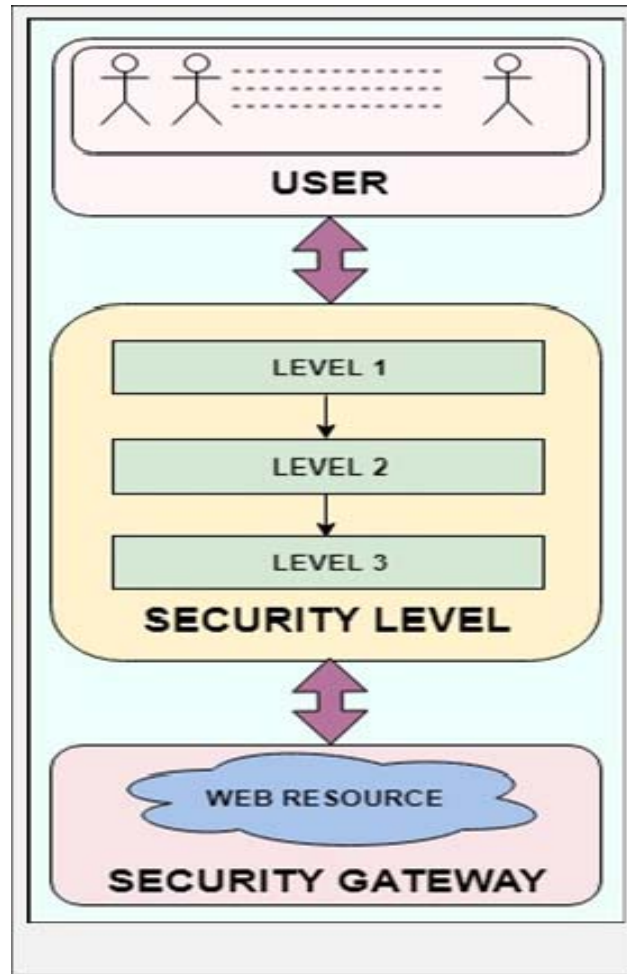 USER
LEVEL 1
LEVEL 2
LEVEL 3
SECURITY LEVEL
WEB RESOURCE
SECURITY GATEWAY